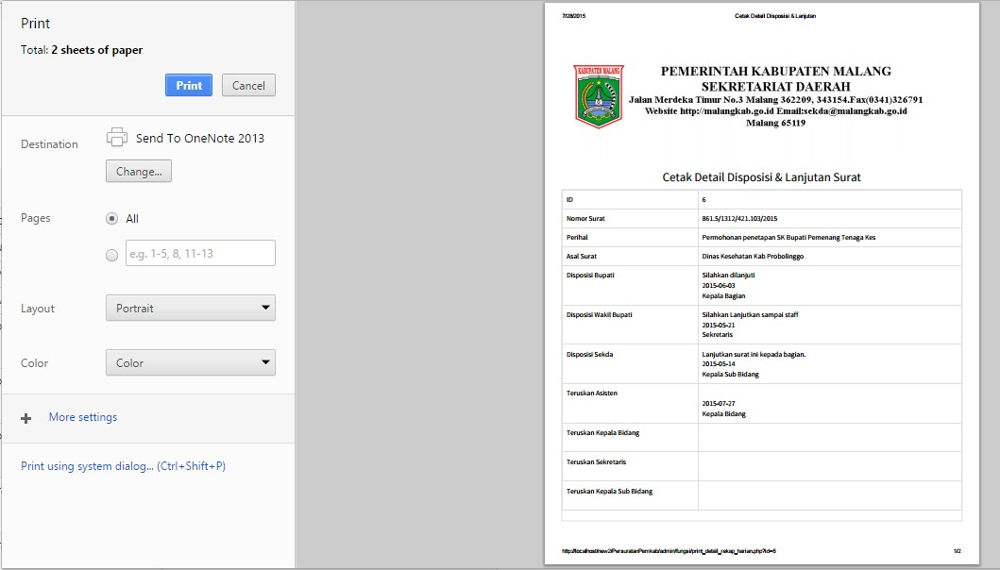 Print
Total: 2 sheets of paper
Print Cancel
Destination
Send To OneNote 2013
Change...
Pages
All
e.g. 1-5, 8, 11-13
Layout
Portrait
Color
Color
More settings
Print using system dialog... (Ctrl+Shift+P)
7/28/2015 Cetak Detail Disposisi & Lanjutan
KABUPATEN MALANG
PEMERINTAH KABUPATEN MALANG
SEKRETARIAT DAERAH
Jalan Merdeka Timur No.3 Malang 362209, 343154.Fax(0341)326791
Website http://malangkab.go.id Email:sekda@malangkab.go.id
Malang 65119
Cetak Detail Disposisi & Lanjutan Surat
ID 6
Nomor Surat 861.5/1312/421.103/2015
Perihal Permohonan penetapan SK Bupati Pemenang Tenaga Kes
Asal Surat Dinas Kesehatan Kab Probolinggo
Disposisi Bupati Silahkan dilanjuti
2015-06-03
Kepala Bagian
Disposisi Wakil Bupati Silahkan Lanjutkan sampai staff
2015-05-21
Sekretaris
Disposisi Sekda Lanjutkan surat ini kepada bagian.
2015-05-14
Kepala Sub Bidang
Teruskan Asisten
2015-07-27
Kepala Bidang
Teruskan Kepala Bidang
Teruskan Sekretaris
Teruskan Kepala Sub Bidang
http://localhost/new2/PersuratanPemkab/admin/fungsi/print_detail_rekap_harian.php?id=6 1/2